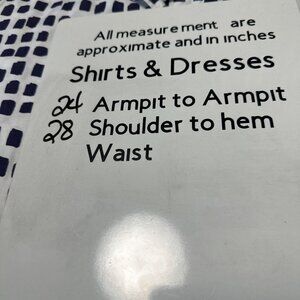 All measurement are
approximate and in inches
Shirts & Dresses
24 Armpit to Armpit
28 Shoulder to hem
Waist